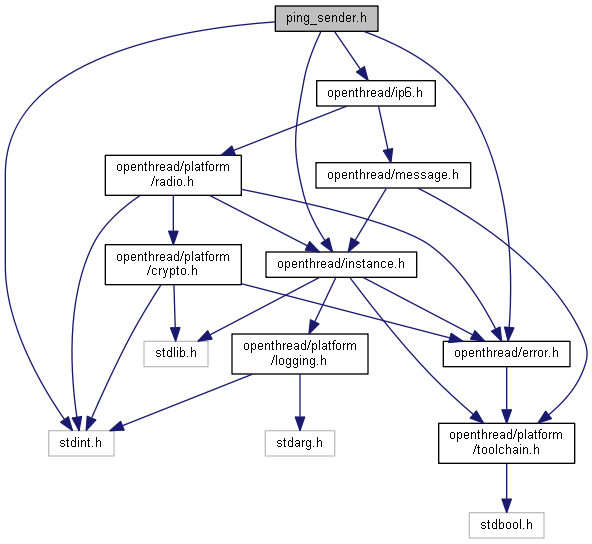 ping_sender.h
openthread/ip6.h
openthread/platform
/radio.h
openthread/message.h
openthread/platform
/crypto.h
openthread/instance.h
stdlib.h
openthread/platform
/logging.h
openthread/error.h
stdint.h
stdarg.h
openthread/platform
/toolchain.h
stdbool.h